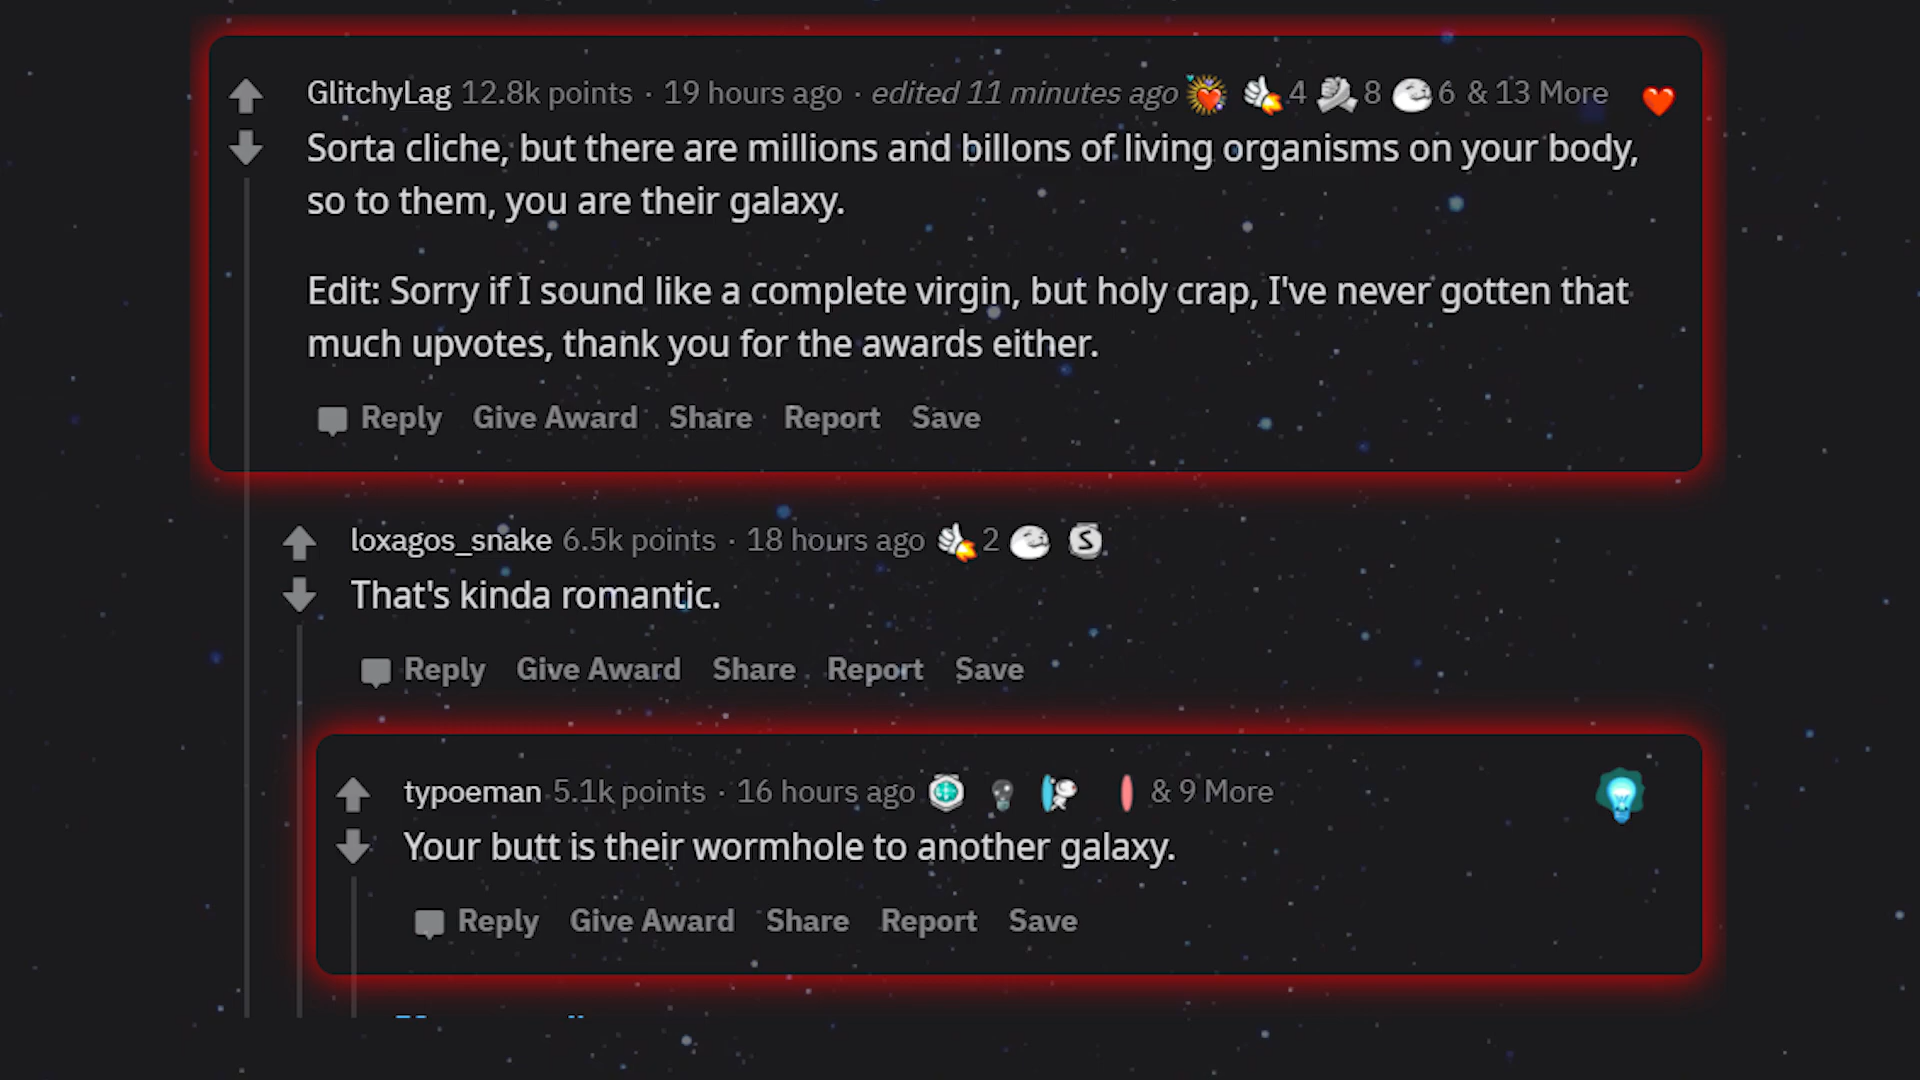 GlitchyLag 12.8k points · 19 hours ago · edited 11 minutes ago 4 8 6 & 13 More
Sorta cliche, but there are millions and billons of living organisms on your body,
so to them, you are their galaxy.
Edit: Sorry if I sound like a complete virgin, but holy crap, I've never gotten that
much upvotes, thank you for the awards either.
Reply Give Award Share Report Save
loxagos_snake 6.5k points · 18 hours ago 2 S
That's kinda romantic.
Reply Give Award Share Report Save
typoeman 5.1k points · 16 hours ago & 9 More
Your butt is their wormhole to another galaxy.
Reply Give Award Share Report Save